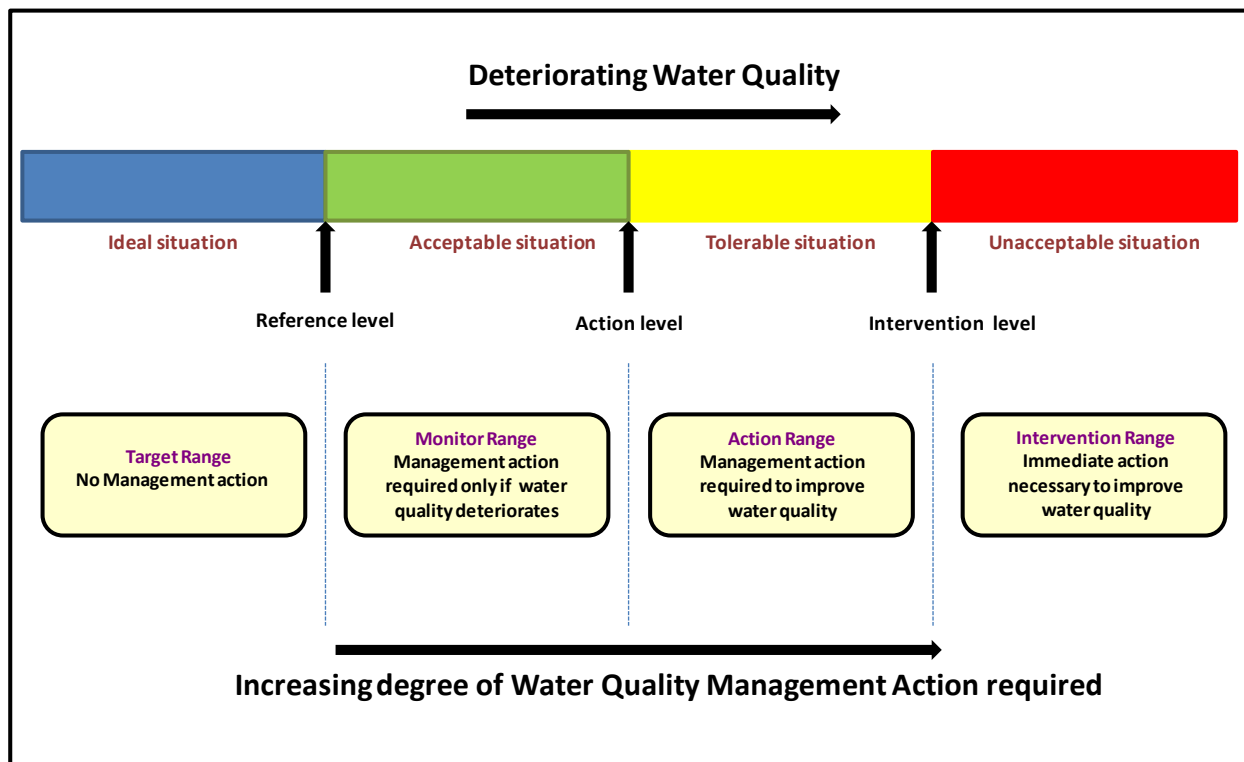 Deteriorating Water Quality
Ideal situation
Acceptable situation
Tolerable situation
Unacceptable situation
Reference level
Action level
Intervention level
Target Range
No Management action
Monitor Range
Management action
required only if water
quality deteriorates
Action Range
Management action
required to improve
water quality
Intervention Range
Immediate action
necessary to improve
water quality
Increasing degree of Water Quality Management Action required